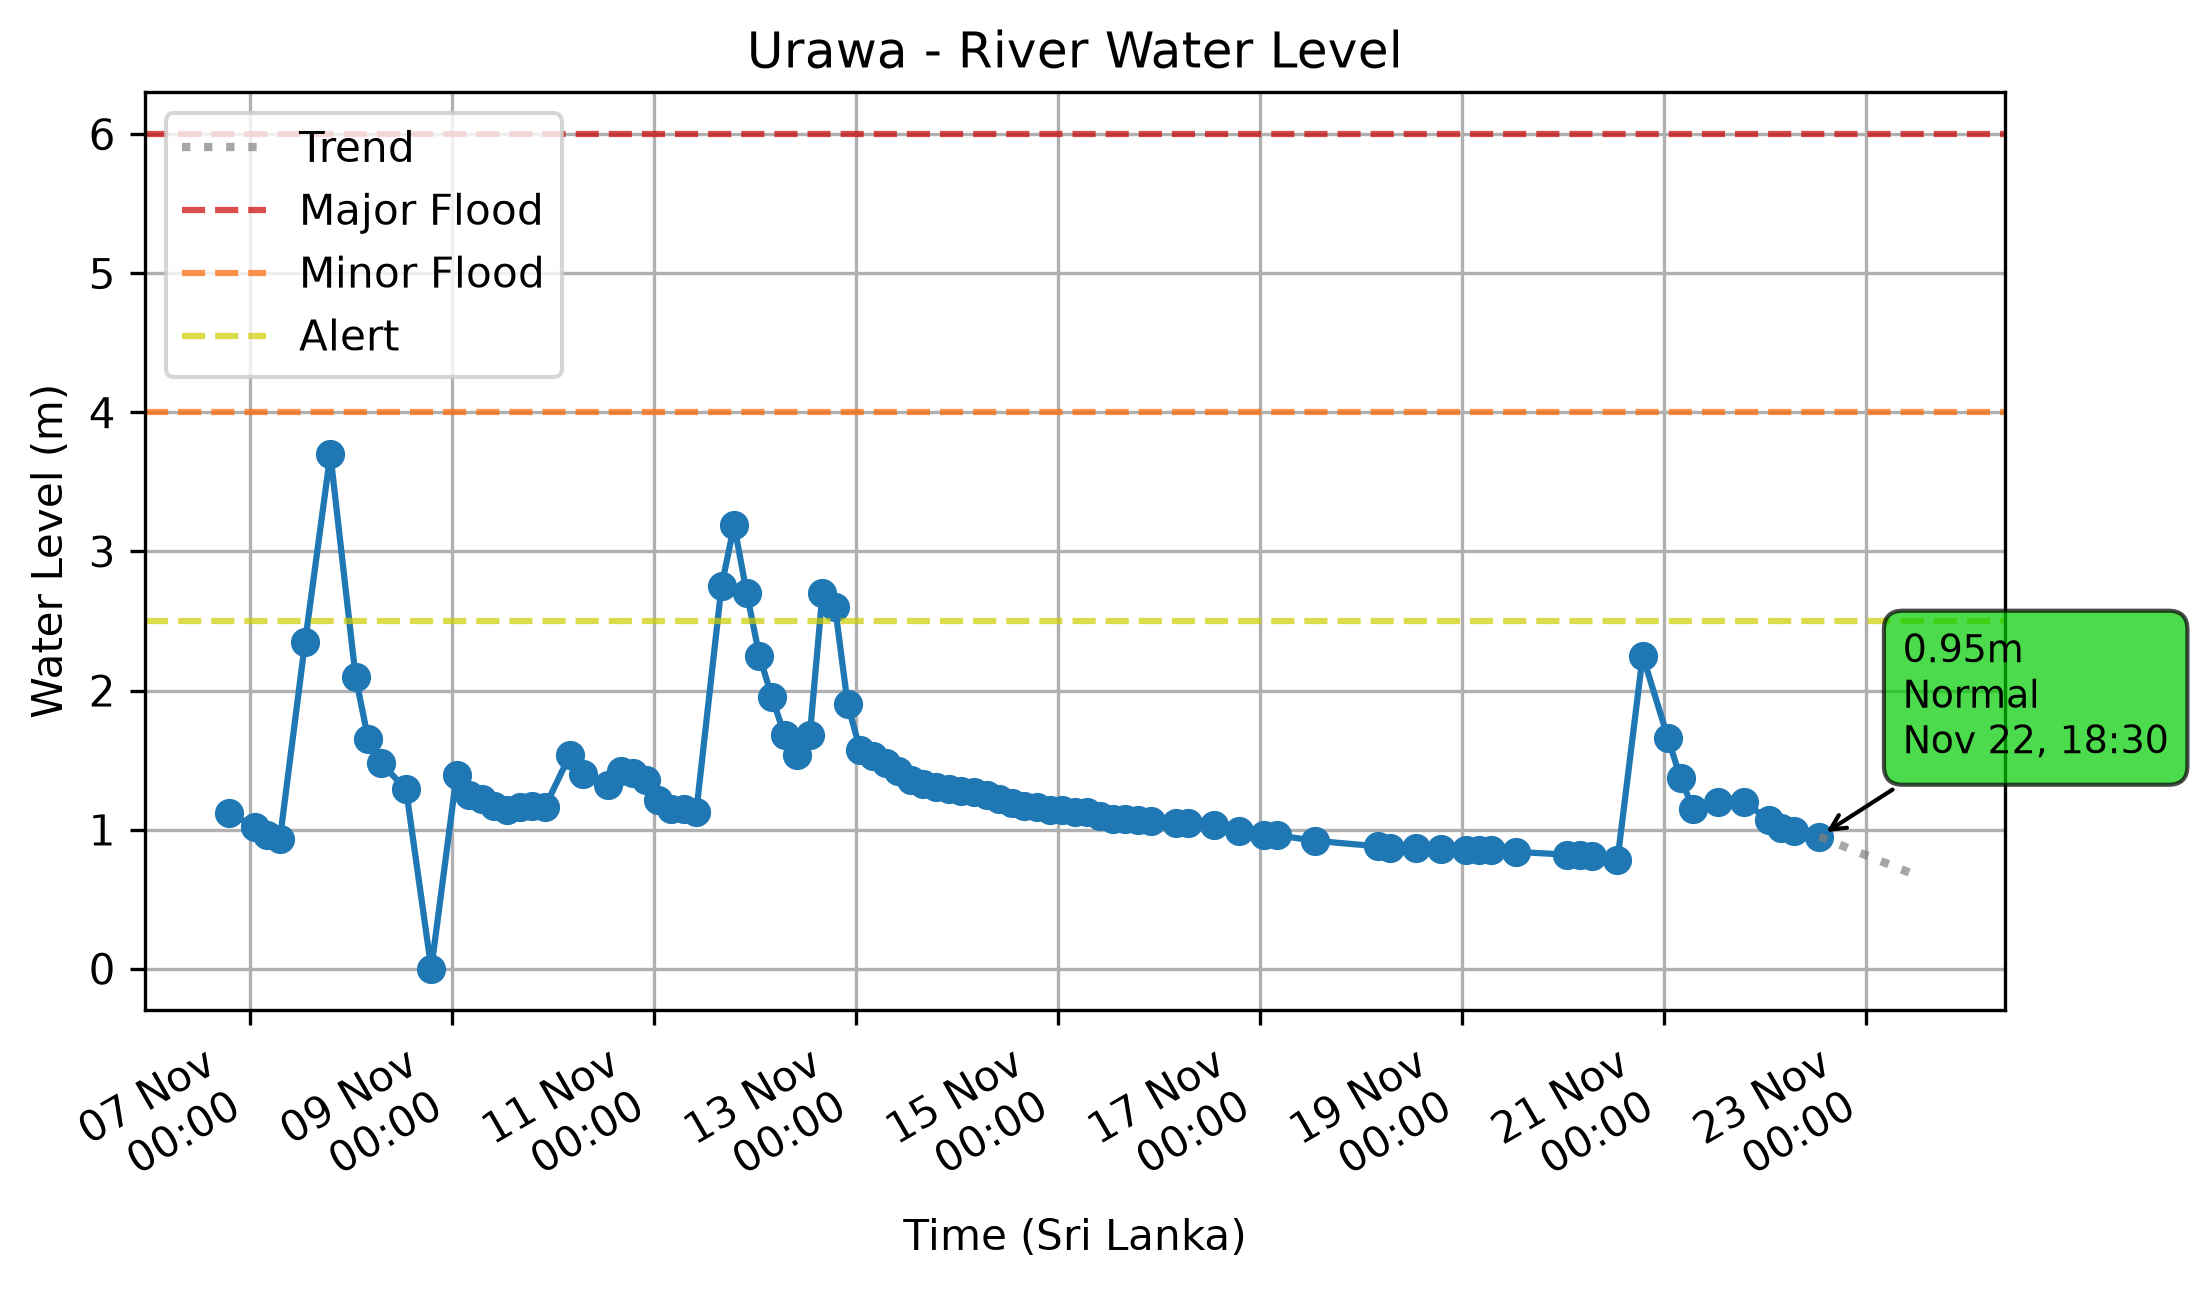 Urawa - River Water Level
Trend
Major Flood
Minor Flood
Alert
Water Level (m)
6
5
4
3
2
1
0
0.95m
Normal
Nov 22, 18:30
07 Nov
00:00
09 Nov
00:00
11 Nov
00:00
13 Nov
00:00
15 Nov
00:00
17 Nov
00:00
19 Nov
00:00
21 Nov
00:00
23 Nov
00:00
Time (Sri Lanka)